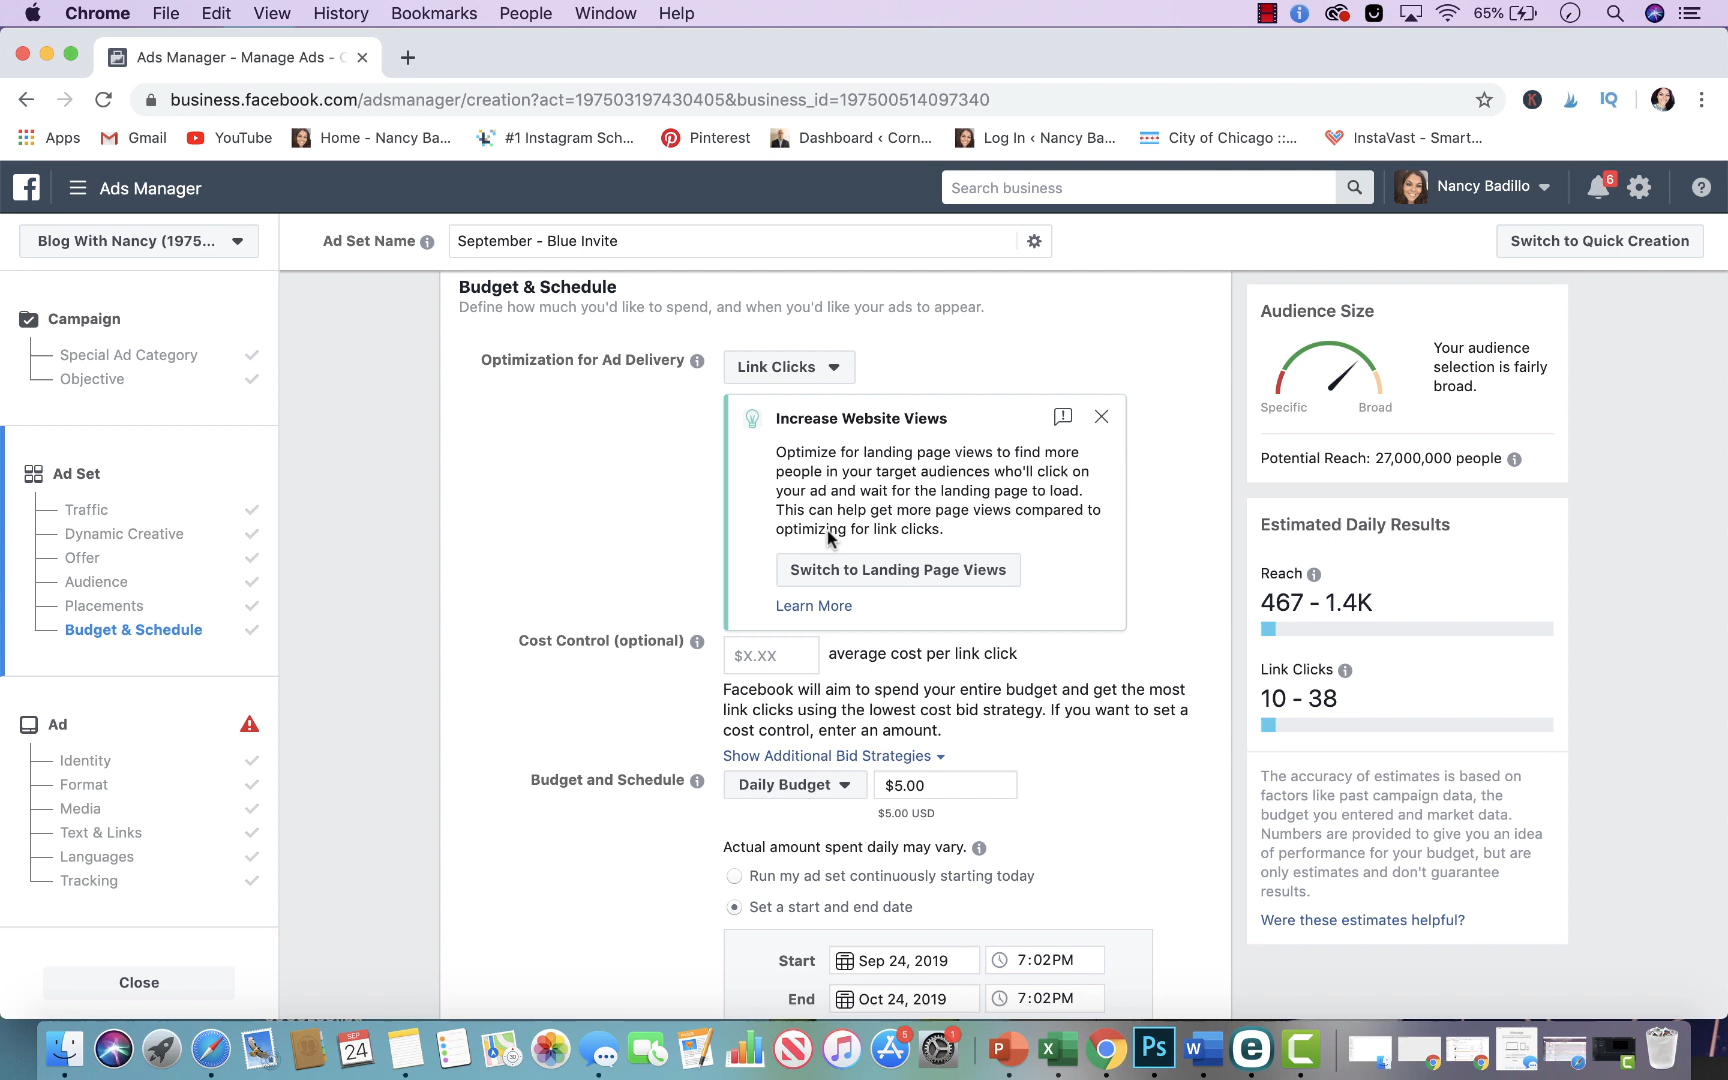 Chrome File Edit View History Bookmarks People Window Help 65%
Ads Manager - Manage Ads -
business.facebook.com/adsmanager/creation?act=197503197430405&business_id=197500514097340
Apps Gmail YouTube Home - Nancy Ba... #1 Instagram Sch... Pinterest Dashboard ‹ Corn... Log In ‹ Nancy Ba... City of Chicago ::... InstaVast - Smart...
Ads Manager Search business Nancy Badillo 6
Blog With Nancy (1975... Ad Set Name September - Blue Invite Switch to Quick Creation
Campaign
Special Ad Category
Objective
Ad Set
Traffic
Dynamic Creative
Offer
Audience
Placements
Budget & Schedule
Ad
Identity
Format
Media
Text & Links
Languages
Tracking
Close
Budget & Schedule
Define how much you'd like to spend, and when you'd like your ads to appear.
Optimization for Ad Delivery Link Clicks
Increase Website Views
Optimize for landing page views to find more
people in your target audiences who'll click on
your ad and wait for the landing page to load.
This can help get more page views compared to
optimizing for link clicks.
Switch to Landing Page Views
Learn More
Cost Control (optional) $X.XX average cost per link click
Facebook will aim to spend your entire budget and get the most
link clicks using the lowest cost bid strategy. If you want to set a
cost control, enter an amount.
Show Additional Bid Strategies
Budget and Schedule Daily Budget $5.00
$5.00 USD
Actual amount spent daily may vary.
Run my ad set continuously starting today
Set a start and end date
Start Sep 24, 2019 7:02PM
End Oct 24, 2019 7:02PM
Audience Size
Your audience
selection is fairly
broad.
Specific Broad
Potential Reach: 27,000,000 people
Estimated Daily Results
Reach
467 - 1.4K
Link Clicks
10 - 38
The accuracy of estimates is based on
factors like past campaign data, the
budget you entered and market data.
Numbers are provided to give you an idea
of performance for your budget, but are
only estimates and don't guarantee
results.
Were these estimates helpful?
SEP
24
5
1
P X Ps W